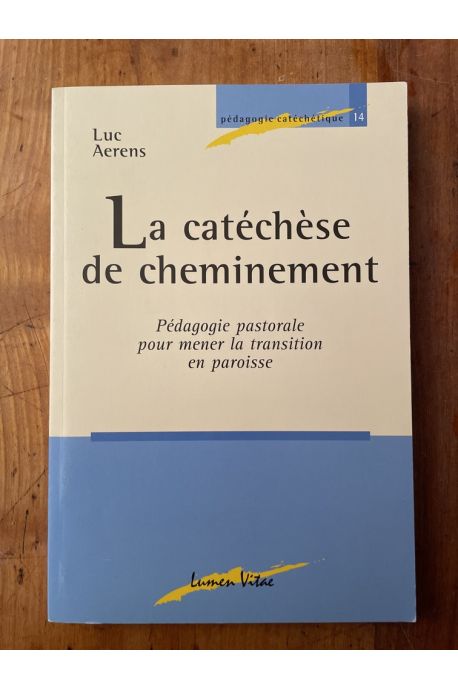 pédagogie catéchétique 14
Luc
Aerens
La catéchèse
de cheminement
Pédagogie pastorale
pour mener la transition
en paroisse
Lumen Vitae